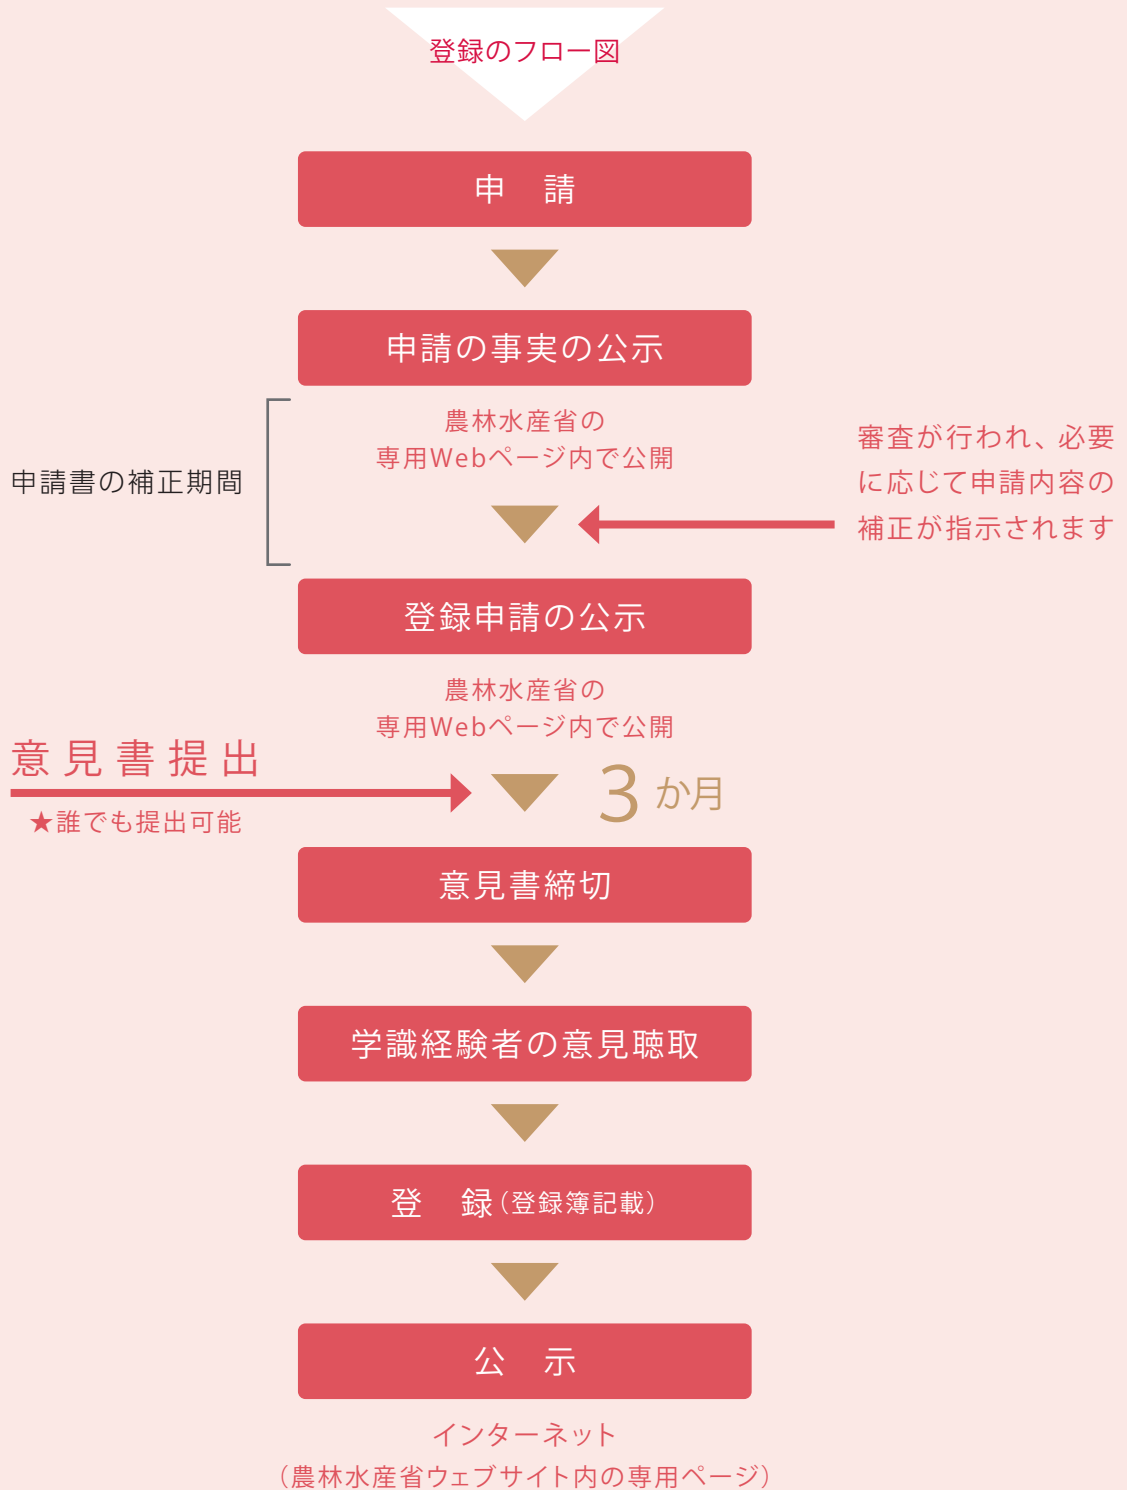 登録のフロー図
申　請
申請の事実の公示
農林水産省の
専用Webページ内で公開
申請書の補正期間
審査が行われ、必要
に応じて申請内容の
補正が指示されます
登録申請の公示
農林水産省の
専用Webページ内で公開
意見書提出
★誰でも提出可能
3か月
意見書締切
学識経験者の意見聴取
登　録（登録簿記載）
公　示
インターネット
（農林水産省ウェブサイト内の専用ページ）